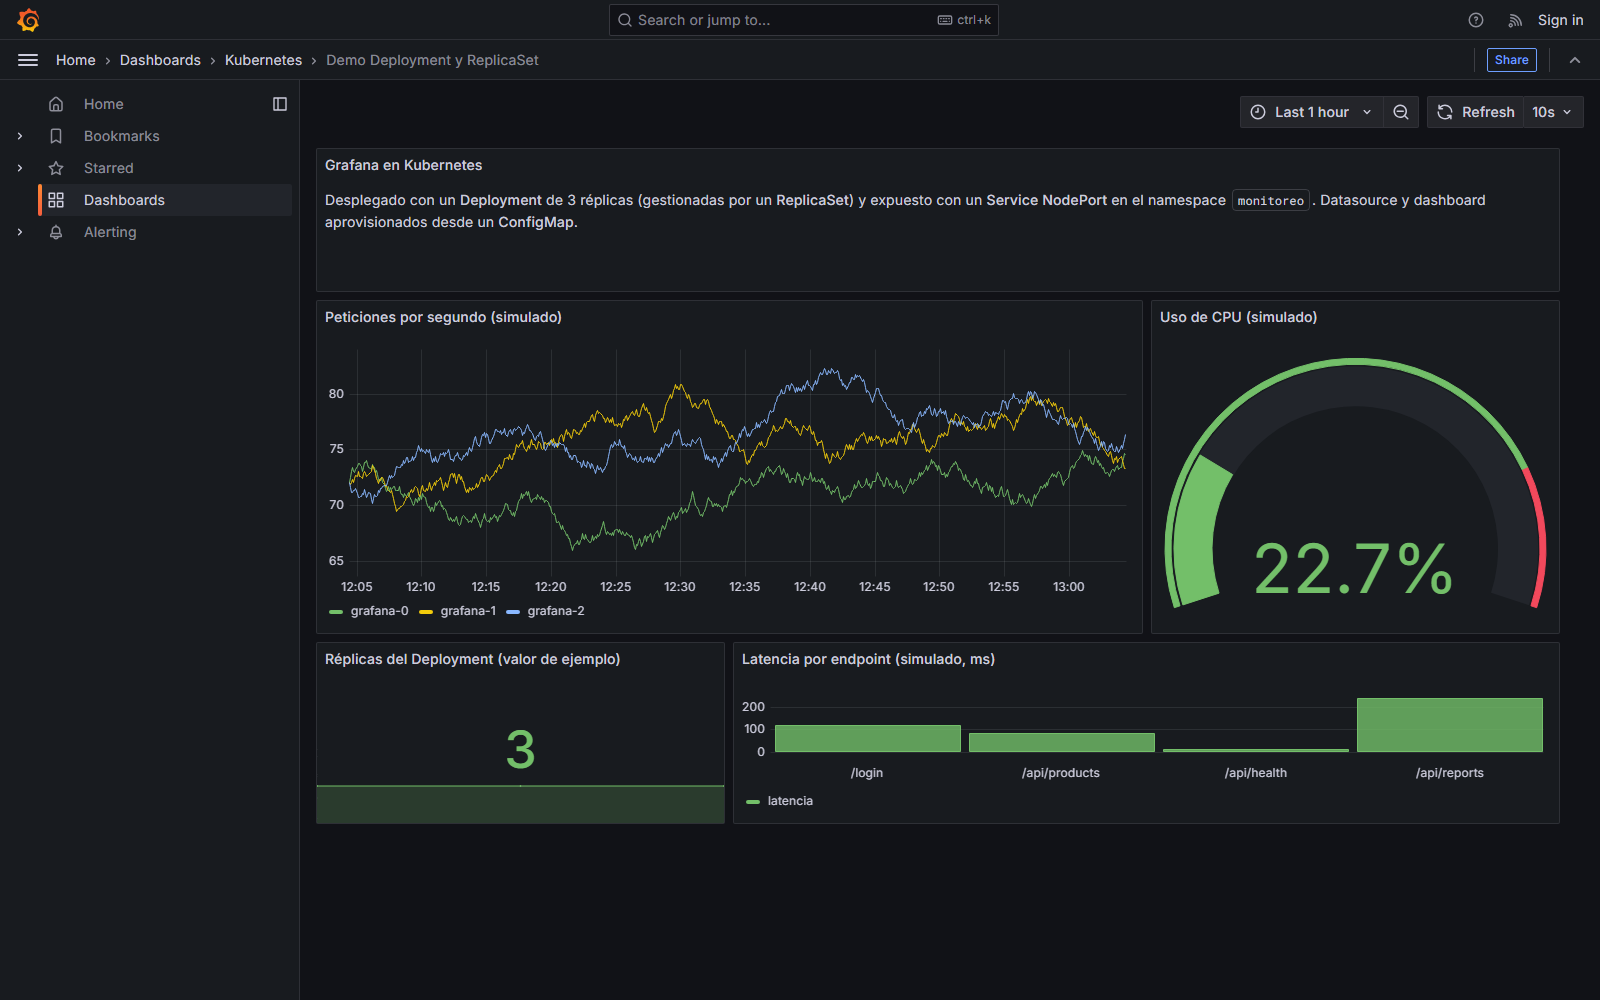 Search or jump to...
ctrl+k
Sign in
Home › Dashboards › Kubernetes › Demo Deployment y ReplicaSet
Share
Home
Bookmarks
Starred
Dashboards
Alerting
Last 1 hour
Refresh
10s
Grafana en Kubernetes
Desplegado con un Deployment de 3 réplicas (gestionadas por un ReplicaSet) y expuesto con un Service NodePort en el namespace monitoreo. Datasource y dashboard
aprovisionados desde un ConfigMap.
Peticiones por segundo (simulado)
80
75
70
65
12:05 12:10 12:15 12:20 12:25 12:30 12:35 12:40 12:45 12:50 12:55 13:00
grafana-0 grafana-1 grafana-2
Uso de CPU (simulado)
22.7%
Réplicas del Deployment (valor de ejemplo)
3
Latencia por endpoint (simulado, ms)
200
100
0
/login /api/products /api/health /api/reports
latencia